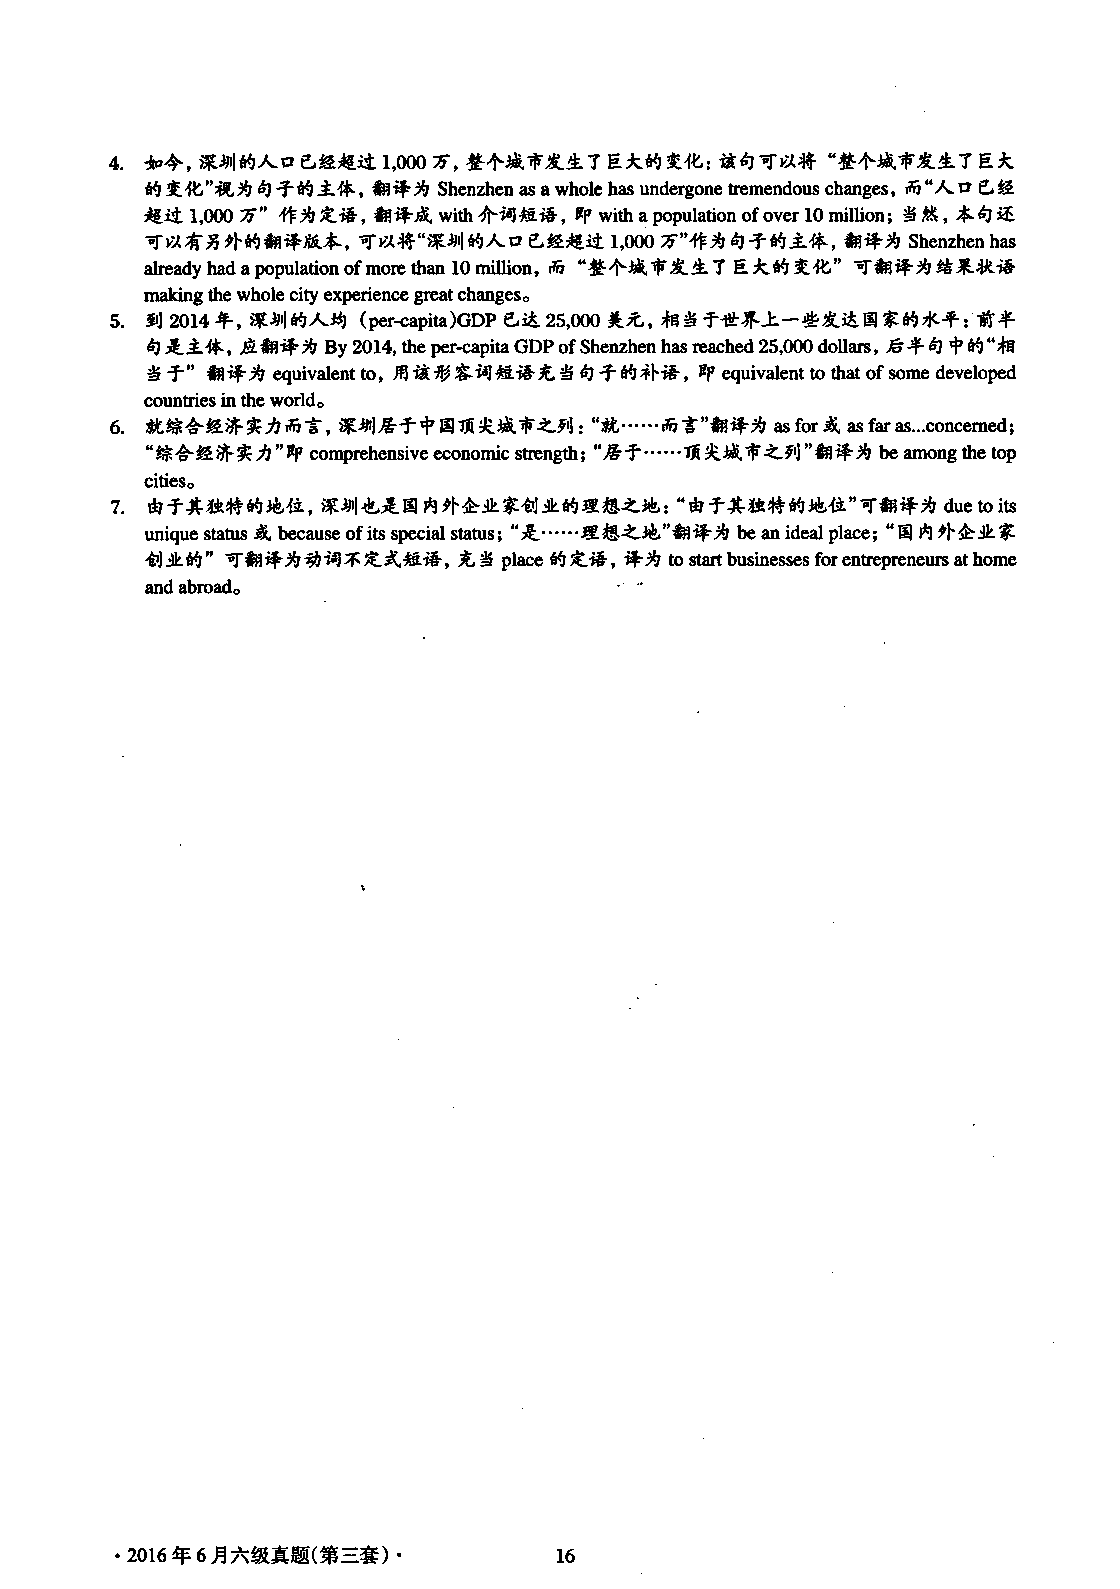 4. 如今，深圳的人口已经超过 1,000 万，整个城市发生了巨大的变化：该句可以将“整个城市发生了巨大
的变化”视为句子的主体，翻译为 Shenzhen as a whole has undergone tremendous changes，而“人口已经
超过 1,000 万”作为定语，翻译成 with 介词短语，即 with a population of over 10 million；当然，本句还
可以有另外的翻译版本，可以将“深圳的人口已经超过 1,000 万”作为句子的主体，翻译为 Shenzhen has
already had a population of more than 10 million，而“整个城市发生了巨大的变化”可翻译为结果状语
making the whole city experience great changes。
5. 到 2014 年，深圳的人均 (per-capita)GDP 已达 25,000 美元，相当于世界上一些发达国家的水平：前半
句是主体，应翻译为 By 2014, the per-capita GDP of Shenzhen has reached 25,000 dollars，后半句中的“相
当于”翻译为 equivalent to，用该形容词短语充当句子的补语，即 equivalent to that of some developed
countries in the world。
6. 就综合经济实力而言，深圳居于中国顶尖城市之列：“就……而言”翻译为 as for 或 as far as...concerned；
“综合经济实力”即 comprehensive economic strength；“居于……顶尖城市之列”翻译为 be among the top
cities。
7. 由于其独特的地位，深圳也是国内外企业家创业的理想之地：“由于其独特的地位”可翻译为 due to its
unique status 或 because of its special status；“是……理想之地”翻译为 be an ideal place；“国内外企业家
创业的”可翻译为动词不定式短语，充当 place 的定语，译为 to start businesses for entrepreneurs at home
and abroad。
·2016 年 6 月六级真题(第三套)· 16